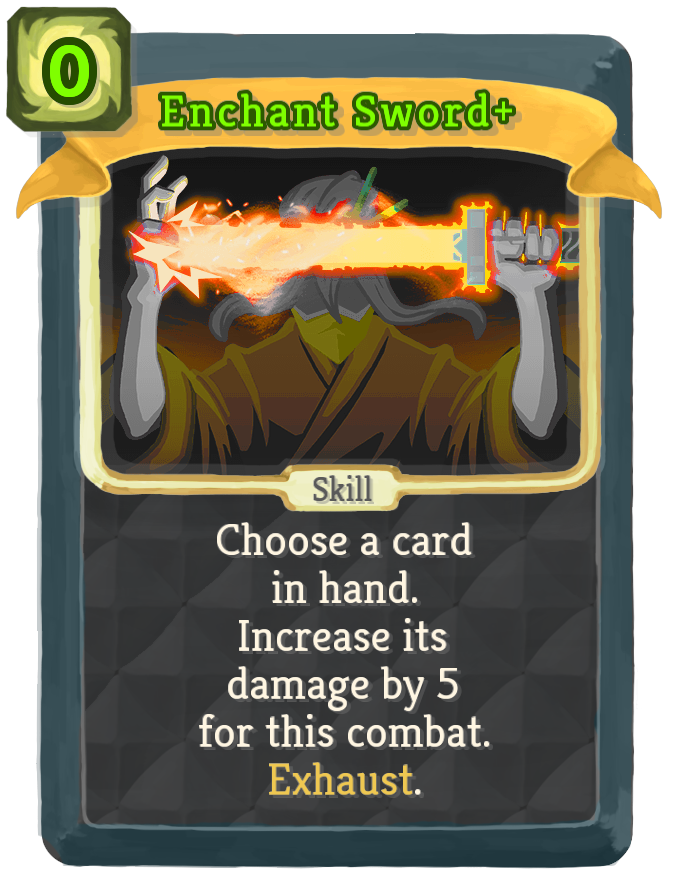 0
Enchant Sword+
Skill
Choose a card
in hand.
Increase its
damage by 5
for this combat.
Exhaust.